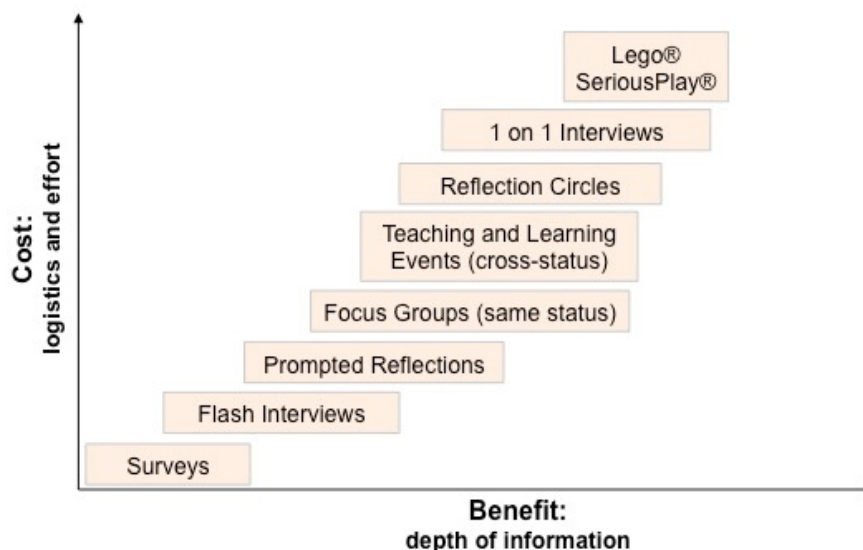 Lego®
SeriousPlay®
1 on 1 Interviews
Reflection Circles
Teaching and Learning
Events (cross-status)
Focus Groups (same status)
Prompted Reflections
Flash Interviews
Surveys
Cost:
logistics and effort
Benefit:
depth of information